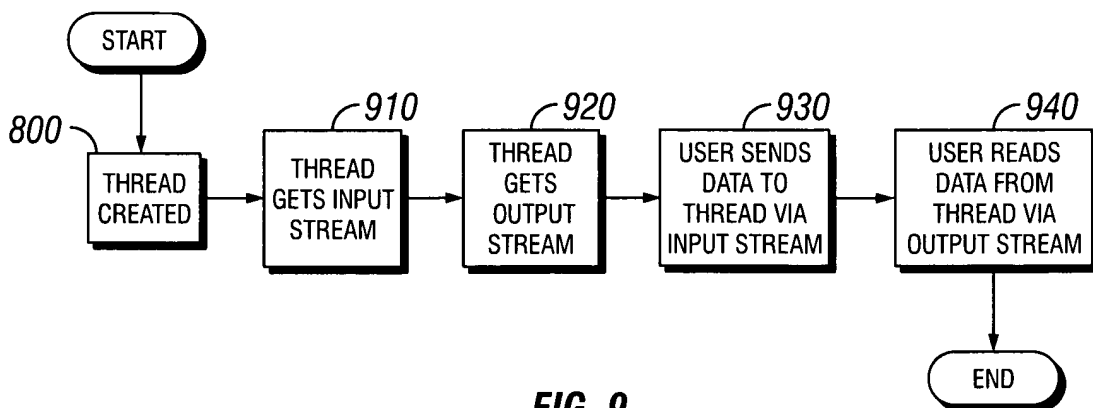 START
800
THREAD
CREATED
910
THREAD
GETS INPUT
STREAM
920
THREAD
GETS
OUTPUT
STREAM
930
USER SENDS
DATA TO
THREAD VIA
INPUT STREAM
940
USER READS
DATA FROM
THREAD VIA
OUTPUT STREAM
END
FIG. 9